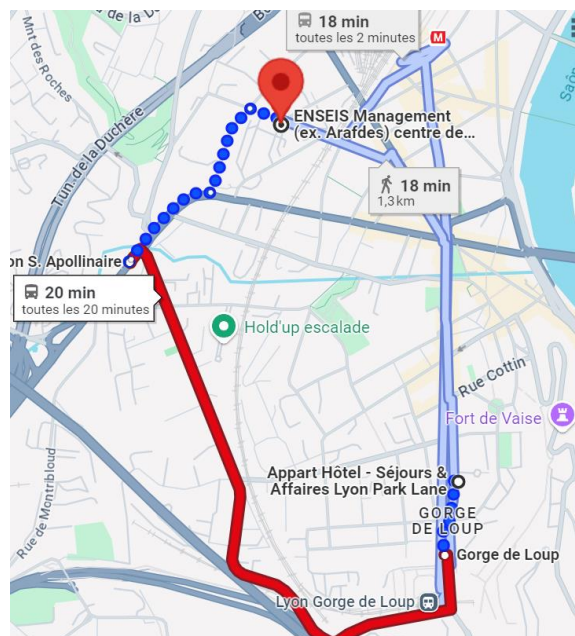 de la Duchère
Mnt des Roches
18 min
toutes les 2 minutes
M
Saôn
ENSEIS Management
(ex. Arafdes) centre de...
Tun. de la Duchère
18 min
1,3 km
on S. Apollinaire
20 min
toutes les 20 minutes
Hold'up escalade
Rue Cottin
Fort de Vaise
Rue de Montribloud
Appart Hôtel - Séjours &
Affaires Lyon Park Lane
GORGE
DE LOUP
Gorge de Loup
Lyon Gorge de Loup